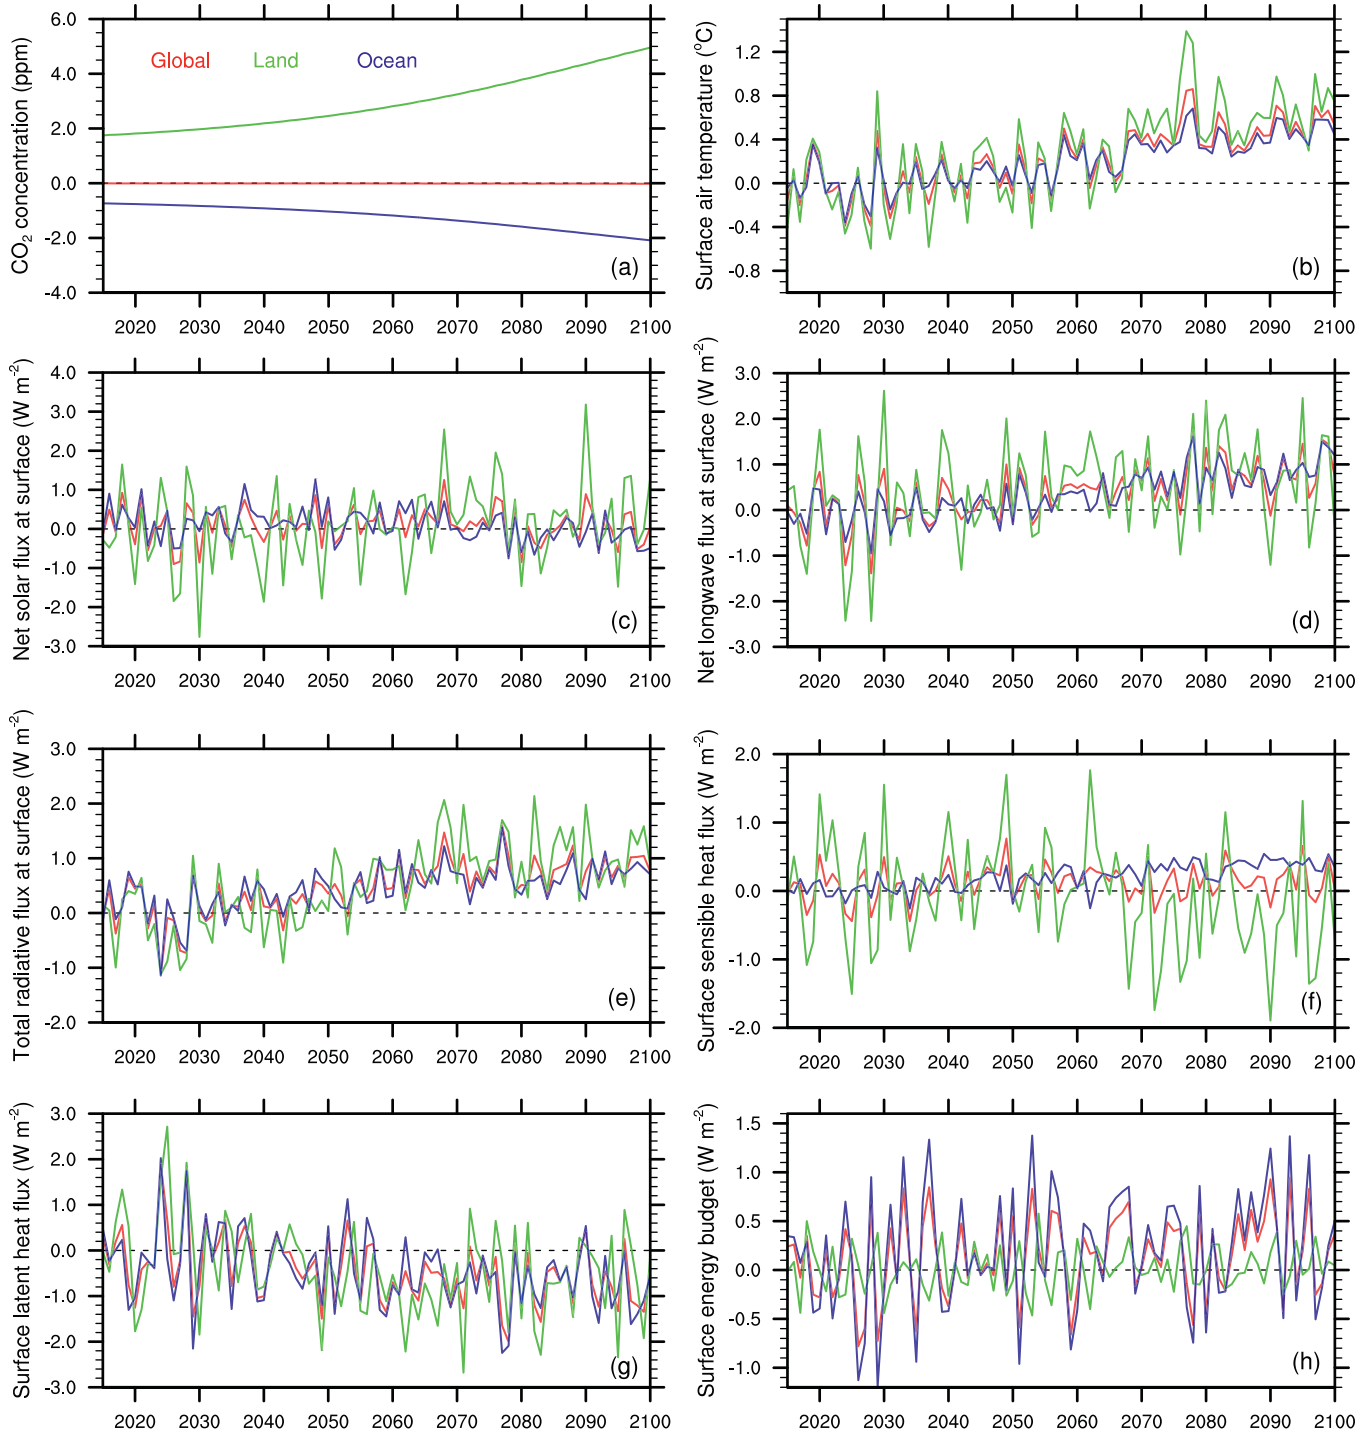 CO2 concentration (ppm)
6.0
4.0
2.0
0.0
-2.0
-4.0
Global Land Ocean
(a)
2020 2030 2040 2050 2060 2070 2080 2090 2100
Surface air temperature (°C)
1.2
0.8
0.4
0.0
-0.4
-0.8
(b)
2020 2030 2040 2050 2060 2070 2080 2090 2100
Net solar flux at surface (W m-2)
4.0
3.0
2.0
1.0
0.0
-1.0
-2.0
-3.0
(c)
2020 2030 2040 2050 2060 2070 2080 2090 2100
Net longwave flux at surface (W m-2)
3.0
2.0
1.0
0.0
-1.0
-2.0
-3.0
(d)
2020 2030 2040 2050 2060 2070 2080 2090 2100
Total radiative flux at surface (W m-2)
3.0
2.0
1.0
0.0
-1.0
-2.0
(e)
2020 2030 2040 2050 2060 2070 2080 2090 2100
Surface sensible heat flux (W m-2)
2.0
1.0
0.0
-1.0
-2.0
(f)
2020 2030 2040 2050 2060 2070 2080 2090 2100
Surface latent heat flux (W m-2)
3.0
2.0
1.0
0.0
-1.0
-2.0
-3.0
(g)
2020 2030 2040 2050 2060 2070 2080 2090 2100
Surface energy budget (W m-2)
1.5
1.0
0.5
0.0
-0.5
-1.0
(h)
2020 2030 2040 2050 2060 2070 2080 2090 2100